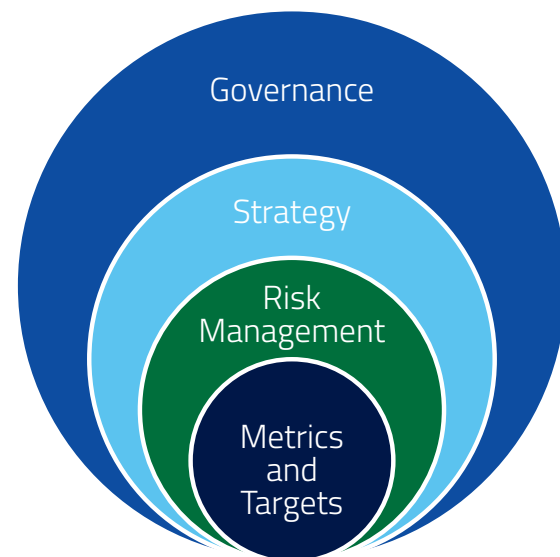 Governance
Strategy
Risk
Management
Metrics
and
Targets